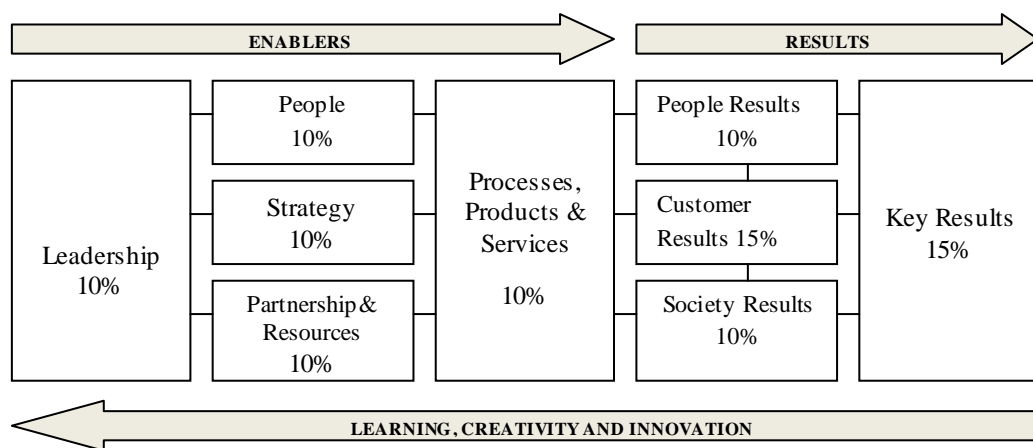 ENABLERS
RESULTS
Leadership
10%
People
10%
Strategy
10%
Partnership &
Resources
10%
Processes,
Products &
Services
10%
People Results
10%
Customer
Results 15%
Society Results
10%
Key Results
15%
LEARNING, CREATIVITY AND INNOVATION